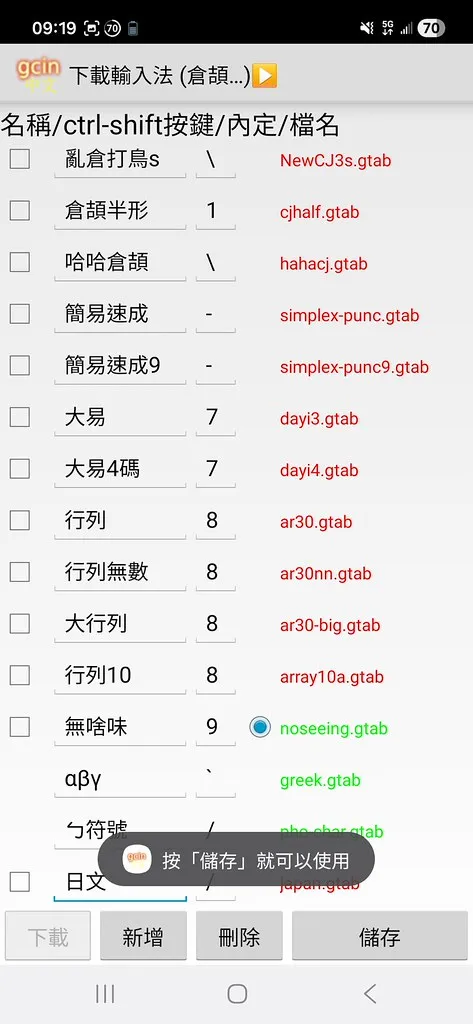 09:19 70 5G 70
gcin 中文 下載輸入法 (倉頡...)
名稱/ctrl-shift按鍵/內定/檔名
亂倉打鳥s \ NewCJ3s.gtab
倉頡半形 1 cjhalf.gtab
哈哈倉頡 \ hahacj.gtab
簡易速成 - simplex-punc.gtab
簡易速成9 - simplex-punc9.gtab
大易 7 dayi3.gtab
大易4碼 7 dayi4.gtab
行列 8 ar30.gtab
行列無數 8 ar30nn.gtab
大行列 8 ar30-big.gtab
行列10 8 array10a.gtab
無啥味 9 noseeing.gtab
αβγ ` greek.gtab
ㄅ符號 / pho-char.gtab
gcin 按「儲存」就可以使用
日文 / japan.gtab
下載 新增 刪除 儲存